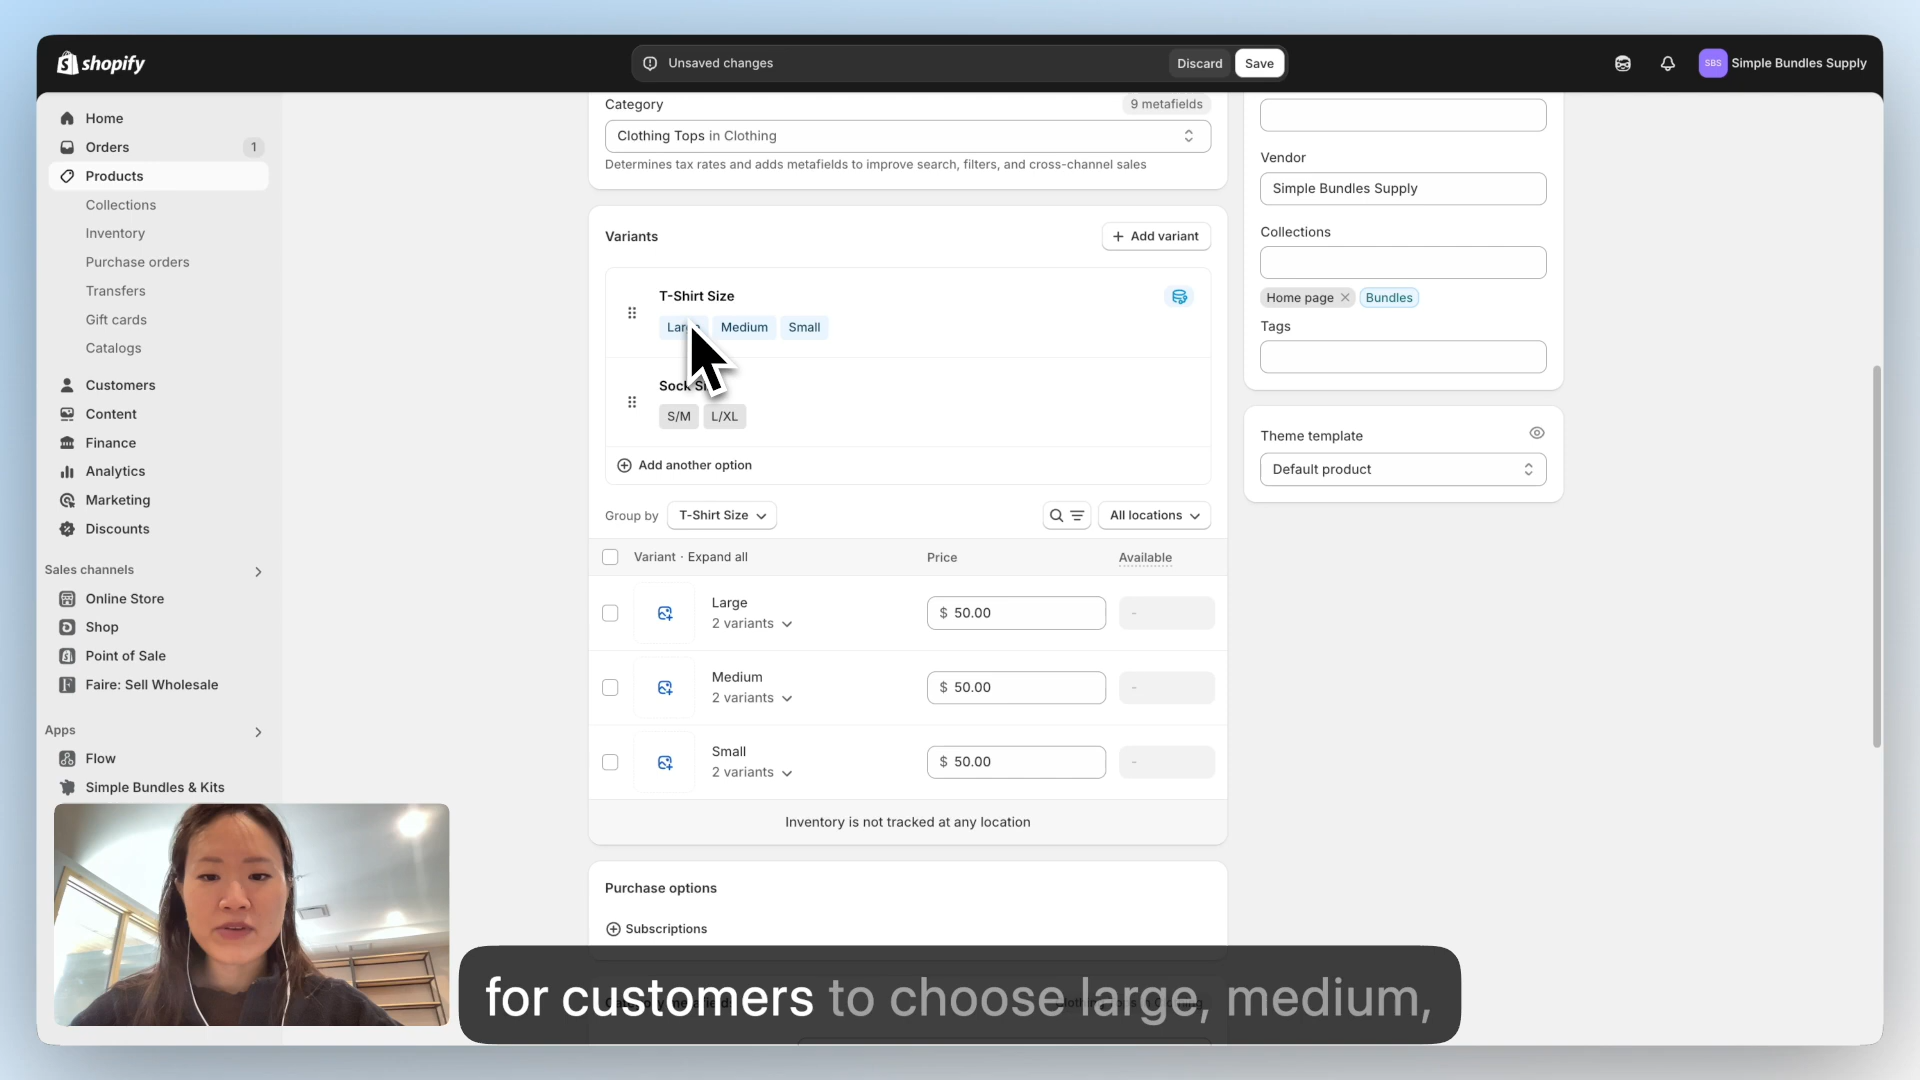 shopify
Unsaved changes
Discard
Save
SBS
Simple Bundles Supply
Home
Orders
1
Products
Collections
Inventory
Purchase orders
Transfers
Gift cards
Catalogs
Customers
Content
Finance
Analytics
Marketing
Discounts
Sales channels
Online Store
Shop
Point of Sale
Faire: Sell Wholesale
Apps
Flow
Simple Bundles & Kits
Category
9 metafields
Clothing Tops in Clothing
Determines tax rates and adds metafields to improve search, filters, and cross-channel sales
Variants
Add variant
T-Shirt Size
Large
Medium
Small
Sock Size
S/M
L/XL
Add another option
Group by
T-Shirt Size
All locations
Variant · Expand all
Price
Available
Large
2 variants
$ 50.00
-
Medium
2 variants
$ 50.00
-
Small
2 variants
$ 50.00
-
Inventory is not tracked at any location
Purchase options
Subscriptions
Vendor
Simple Bundles Supply
Collections
Home page
Bundles
Tags
Theme template
Default product
for customers to choose large, medium,